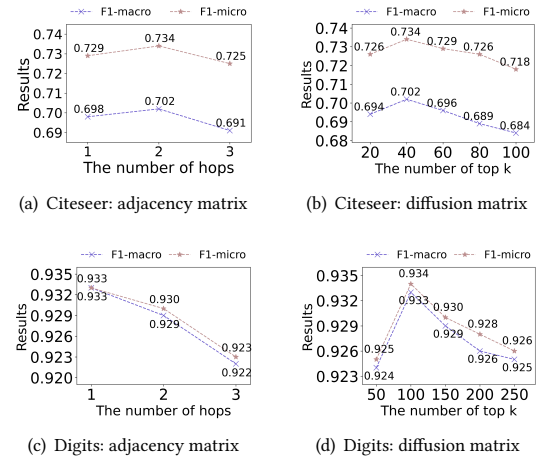 F1-macro F1-micro
0.74
0.73
0.72
0.71
0.70
0.69
Results
0.729
0.734
0.725
0.698
0.702
0.691
1 2 3
The number of hops
(a) Citeseer: adjacency matrix
F1-macro F1-micro
0.74
0.73
0.72
0.71
0.70
0.69
0.68
Results
0.726
0.734
0.729
0.726
0.718
0.694
0.702
0.696
0.689
0.684
20 40 60 80 100
The number of top k
(b) Citeseer: diffusion matrix
F1-macro F1-micro
0.935
0.932
0.929
0.926
0.923
0.920
Results
0.933
0.933
0.930
0.929
0.923
0.922
1 2 3
The number of hops
(c) Digits: adjacency matrix
F1-macro F1-micro
0.935
0.932
0.929
0.926
0.923
Results
0.925
0.924
0.934
0.933
0.930
0.929
0.928
0.926
0.926
0.925
50 100 150 200 250
The number of top k
(d) Digits: diffusion matrix